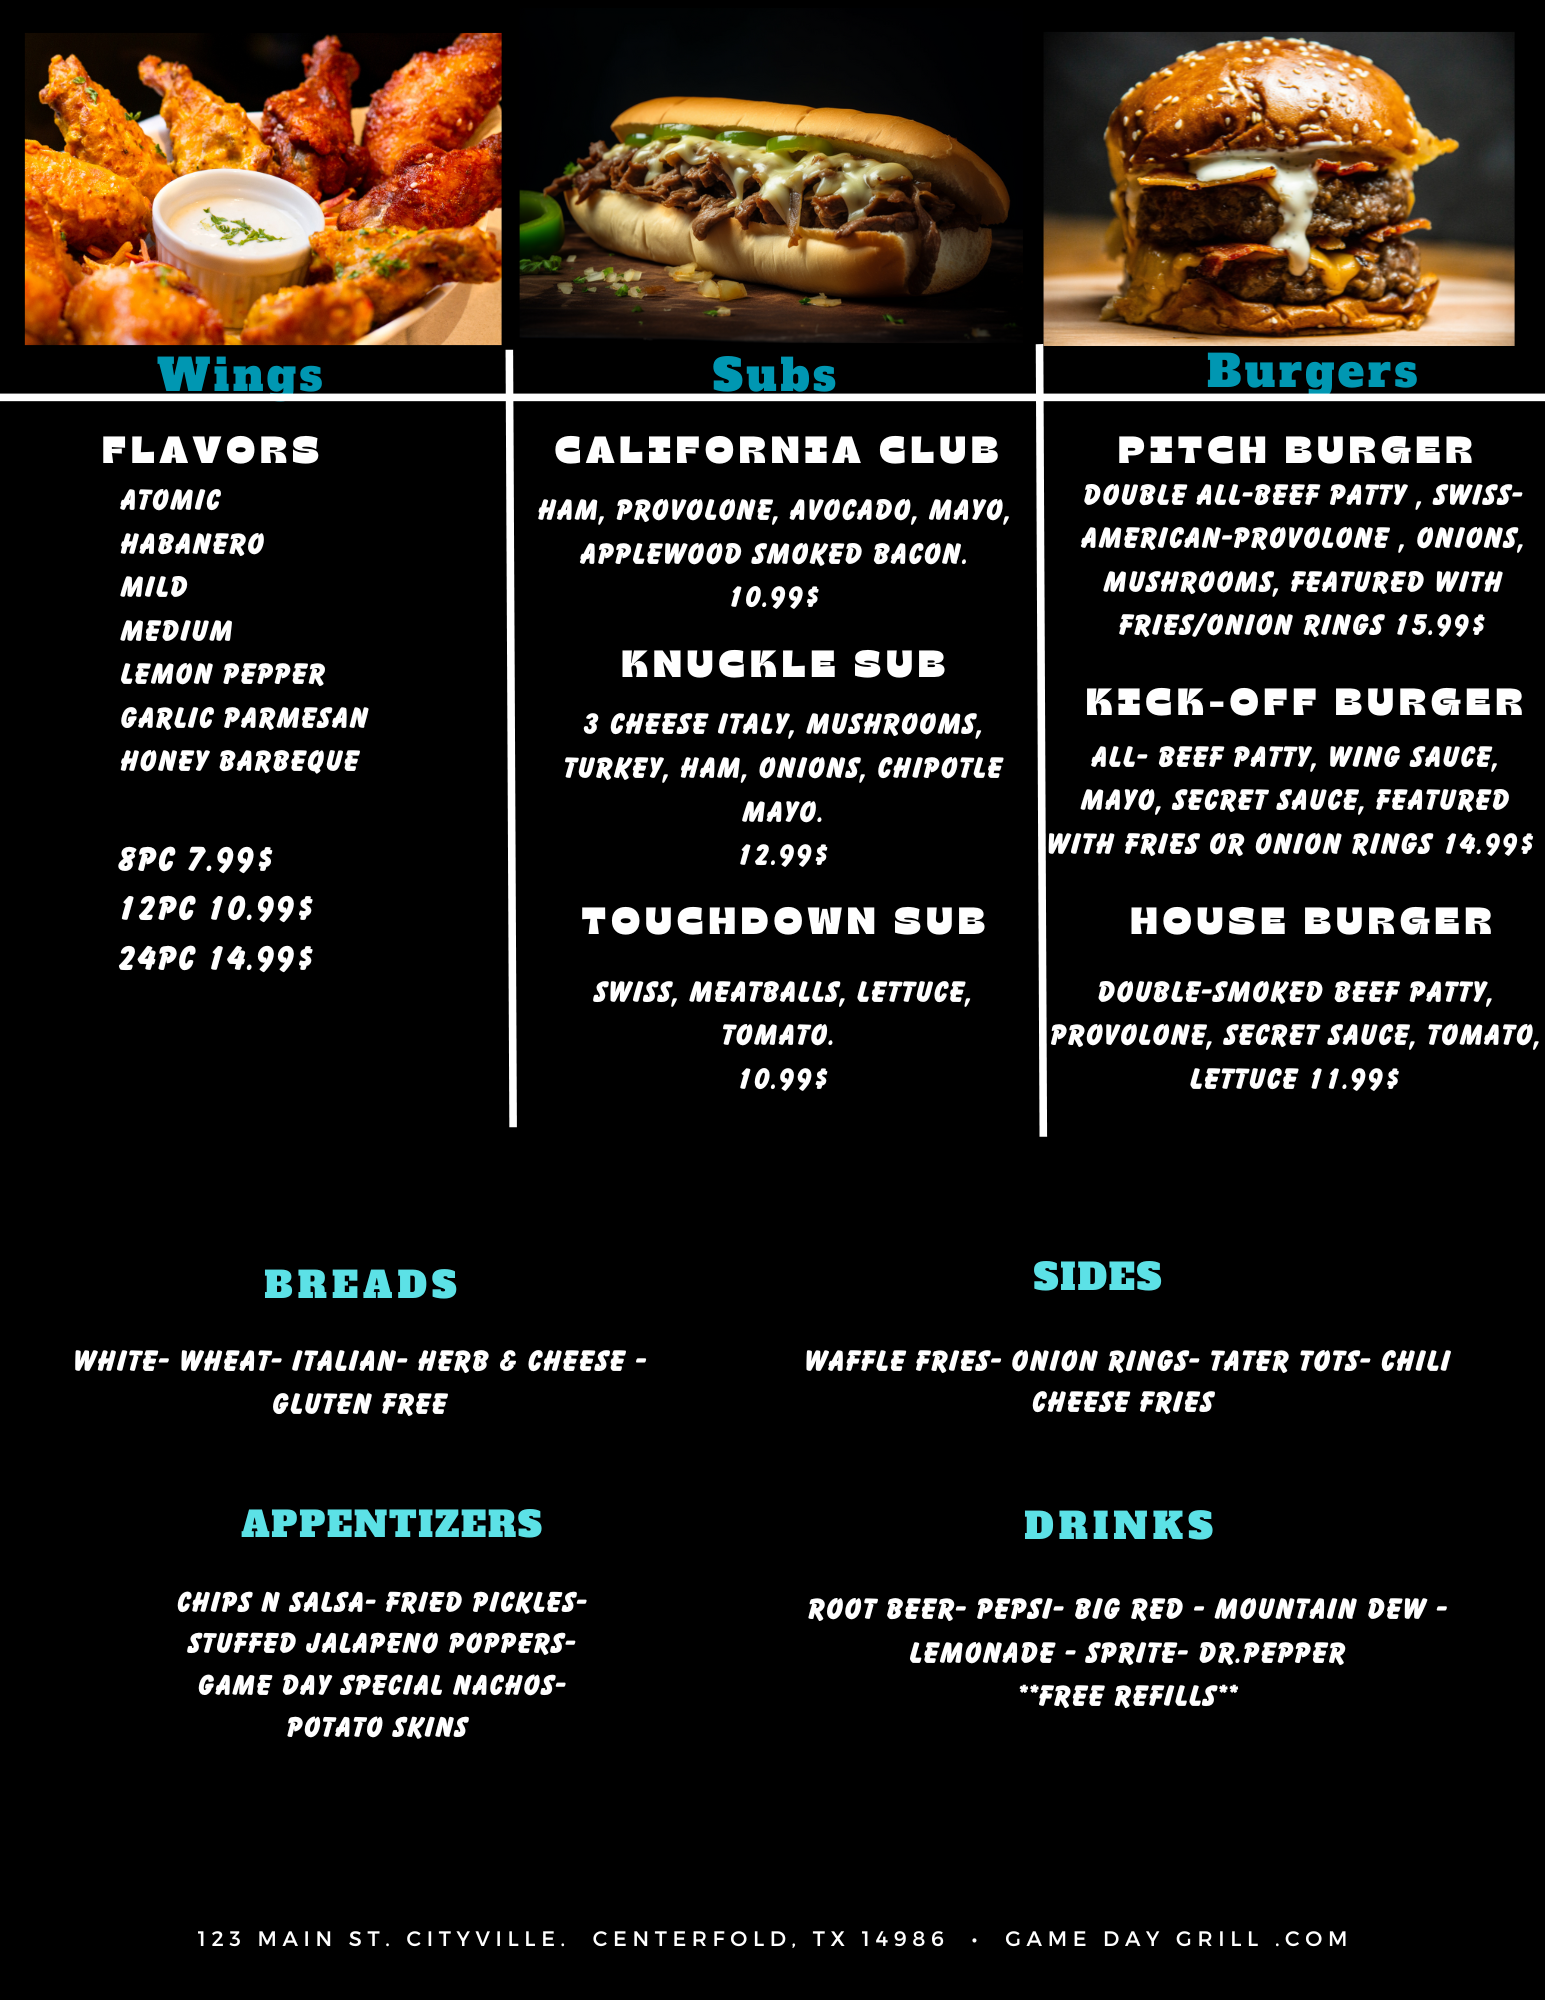 Wings
FLAVORS
ATOMIC
HABANERO
MILD
MEDIUM
LEMON PEPPER
GARLIC PARMESAN
HONEY BARBEQUE
8PC 7.99$
12PC 10.99$
24PC 14.99$
Subs
CALIFORNIA CLUB
HAM, PROVOLONE, AVOCADO, MAYO,
APPLEWOOD SMOKED BACON.
10.99$
KNUCKLE SUB
3 CHEESE ITALY, MUSHROOMS,
TURKEY, HAM, ONIONS, CHIPOTLE
MAYO.
12.99$
TOUCHDOWN SUB
SWISS, MEATBALLS, LETTUCE,
TOMATO.
10.99$
Burgers
PITCH BURGER
DOUBLE ALL-BEEF PATTY , SWISS-
AMERICAN-PROVOLONE , ONIONS,
MUSHROOMS, FEATURED WITH
FRIES/ONION RINGS 15.99$
KICK-OFF BURGER
ALL- BEEF PATTY, WING SAUCE,
MAYO, SECRET SAUCE, FEATURED
WITH FRIES OR ONION RINGS 14.99$
HOUSE BURGER
DOUBLE-SMOKED BEEF PATTY,
PROVOLONE, SECRET SAUCE, TOMATO,
LETTUCE 11.99$
BREADS
WHITE- WHEAT- ITALIAN- HERB & CHEESE -
GLUTEN FREE
SIDES
WAFFLE FRIES- ONION RINGS- TATER TOTS- CHILI
CHEESE FRIES
APPENTIZERS
CHIPS N SALSA- FRIED PICKLES-
STUFFED JALAPENO POPPERS-
GAME DAY SPECIAL NACHOS-
POTATO SKINS
DRINKS
ROOT BEER- PEPSI- BIG RED - MOUNTAIN DEW -
LEMONADE - SPRITE- DR.PEPPER
**FREE REFILLS**
123 MAIN ST. CITYVILLE. CENTERFOLD, TX 14986 • GAME DAY GRILL .COM